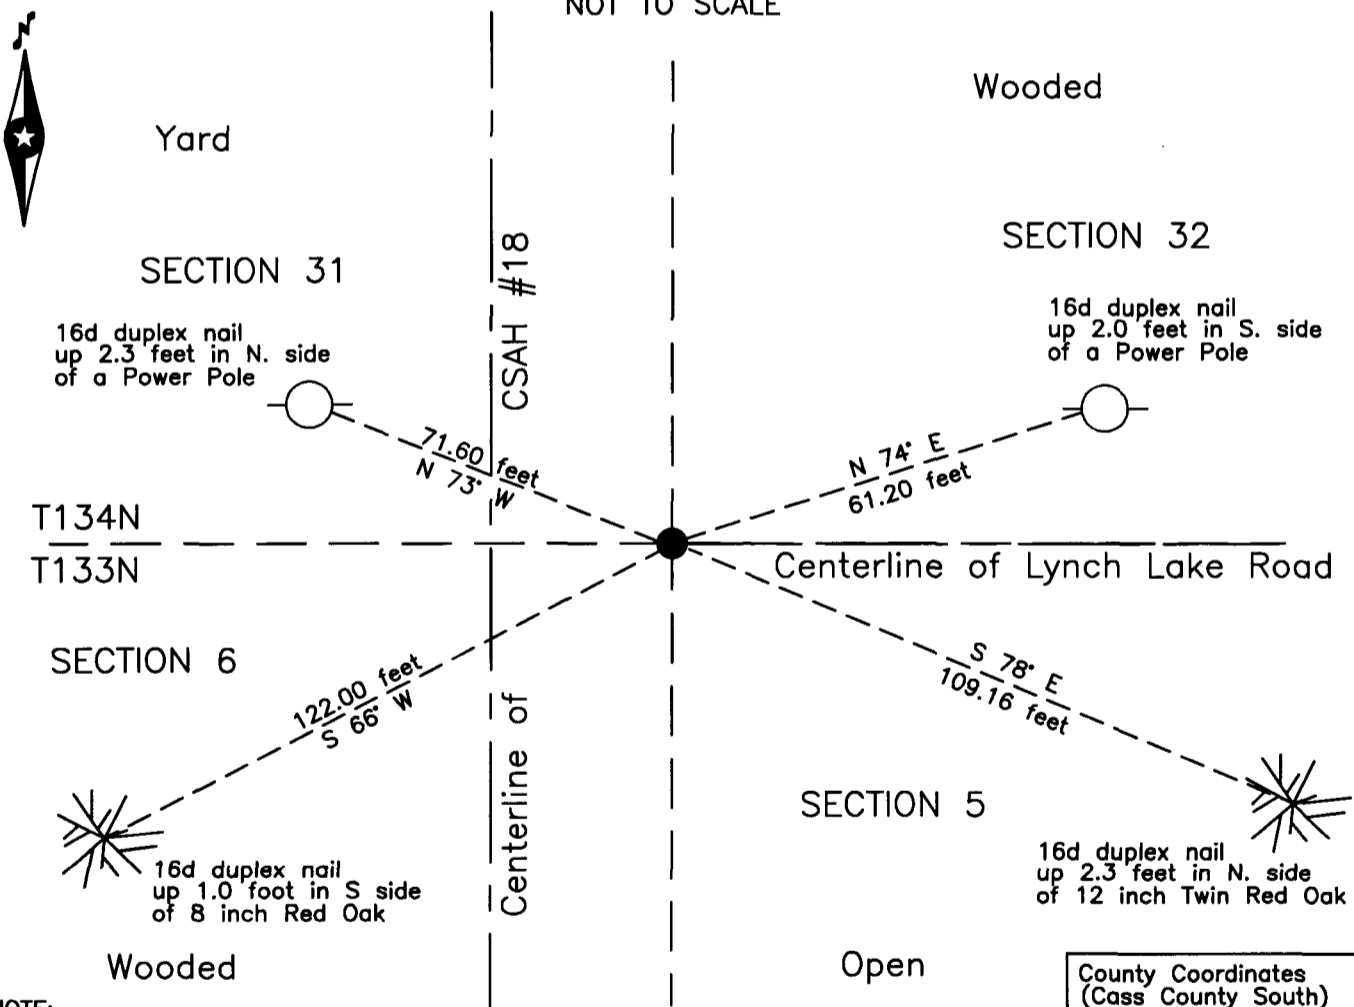 NOT TO SCALE
N
Wooded
Yard
SECTION 32
SECTION 31
CSAH #18
16d duplex nail
up 2.3 feet in N. side
of a Power Pole
16d duplex nail
up 2.0 feet in S. side
of a Power Pole
71.60 feet
N 73° W
N 74° E
61.20 feet
T134N
T133N
Centerline of Lynch Lake Road
SECTION 6
122.00 feet
S 66° W
S 78° E
109.16 feet
Centerline of
SECTION 5
16d duplex nail
up 1.0 foot in S side
of 8 inch Red Oak
16d duplex nail
up 2.3 feet in N. side
of 12 inch Twin Red Oak
Wooded
Open
County Coordinates
(Cass County South)
NOTE: